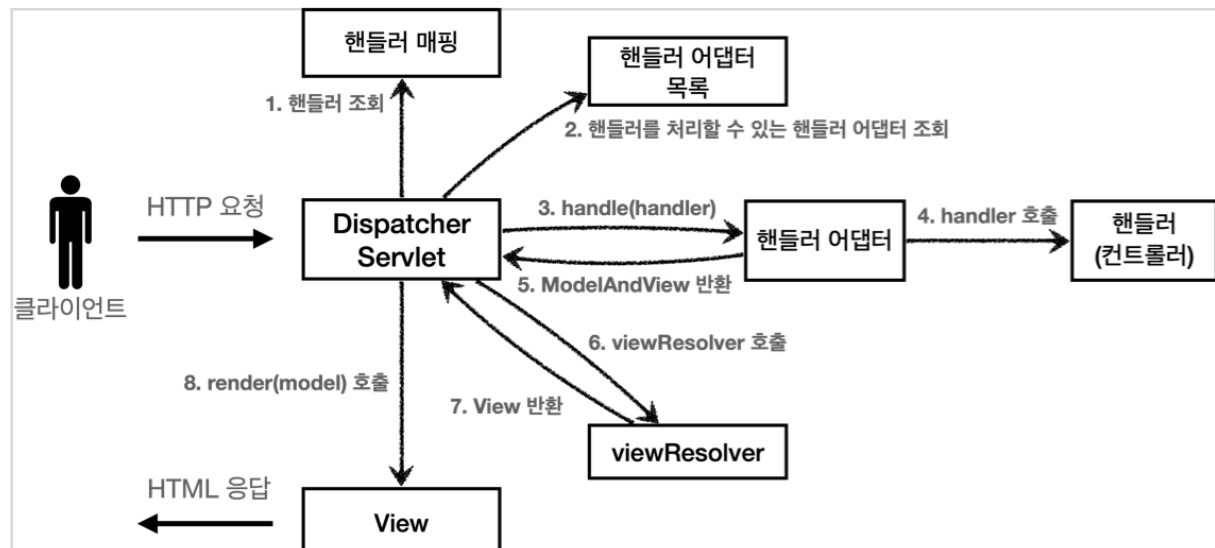 핸들러 매핑
핸들러 어댑터
목록
1. 핸들러 조회
2. 핸들러를 처리할 수 있는 핸들러 어댑터 조회
HTTP 요청
클라이언트
Dispatcher
Servlet
3. handle(handler)
핸들러 어댑터
4. handler 호출
핸들러
(컨트롤러)
5. ModelAndView 반환
6. viewResolver 호출
8. render(model) 호출
7. View 반환
viewResolver
HTML 응답
View